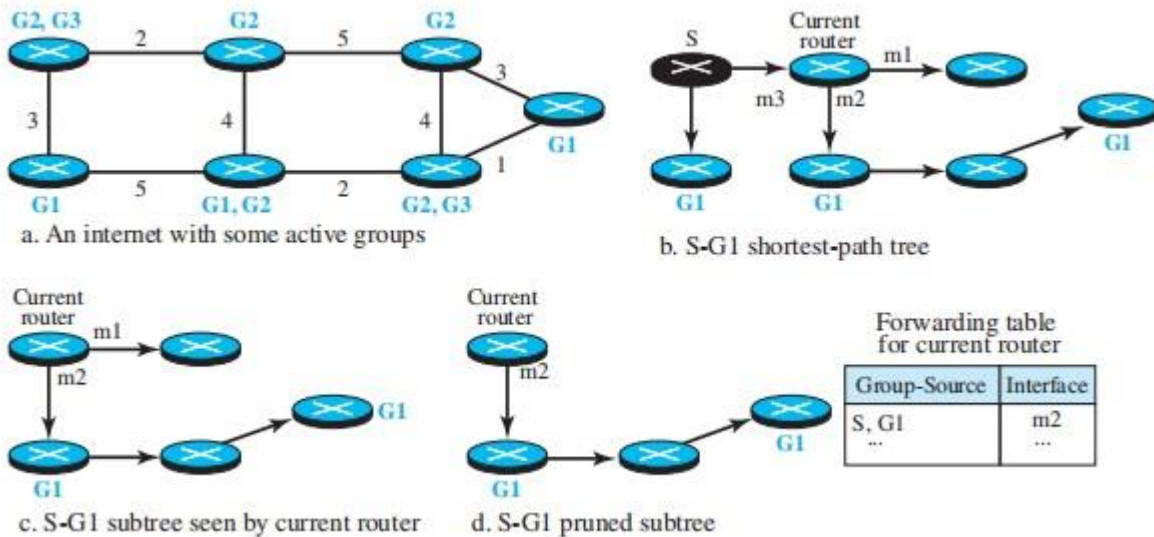 G2, G3
2
G2
5
G2
3
3
4
4
G1
1
G1
5
G1, G2
2
G2, G3
a. An internet with some active groups
S
Current
router
m1
m3
m2
G1
G1
G1
b. S-G1 shortest-path tree
Current
router
m1
m2
G1
G1
c. S-G1 subtree seen by current router
Current
router
m2
G1
G1
d. S-G1 pruned subtree
Forwarding table
for current router
Group-Source Interface
S, G1 m2
... ...